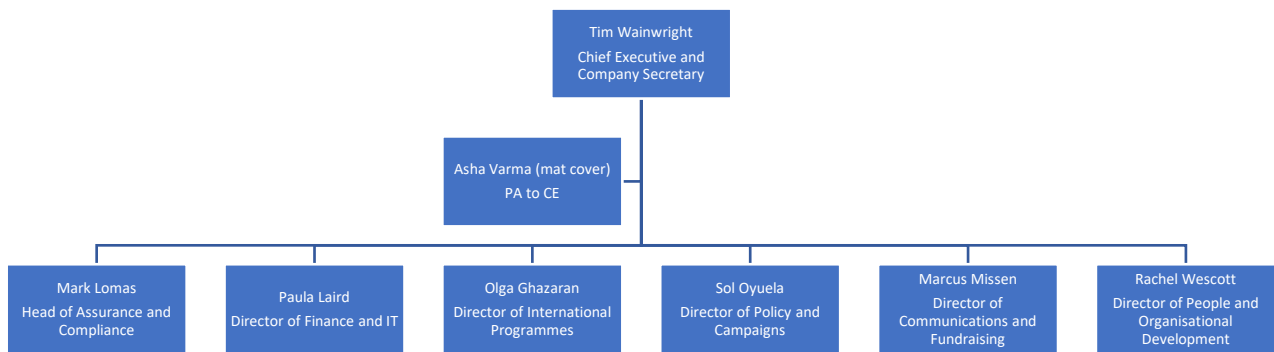 Tim Wainwright
Chief Executive and
Company Secretary
Asha Varma (mat cover)
PA to CE
Mark Lomas
Head of Assurance and
Compliance
Paula Laird
Director of Finance and IT
Olga Ghazaran
Director of International
Programmes
Sol Oyuela
Director of Policy and
Campaigns
Marcus Missen
Director of
Communications and
Fundraising
Rachel Wescott
Director of People and
Organisational
Development